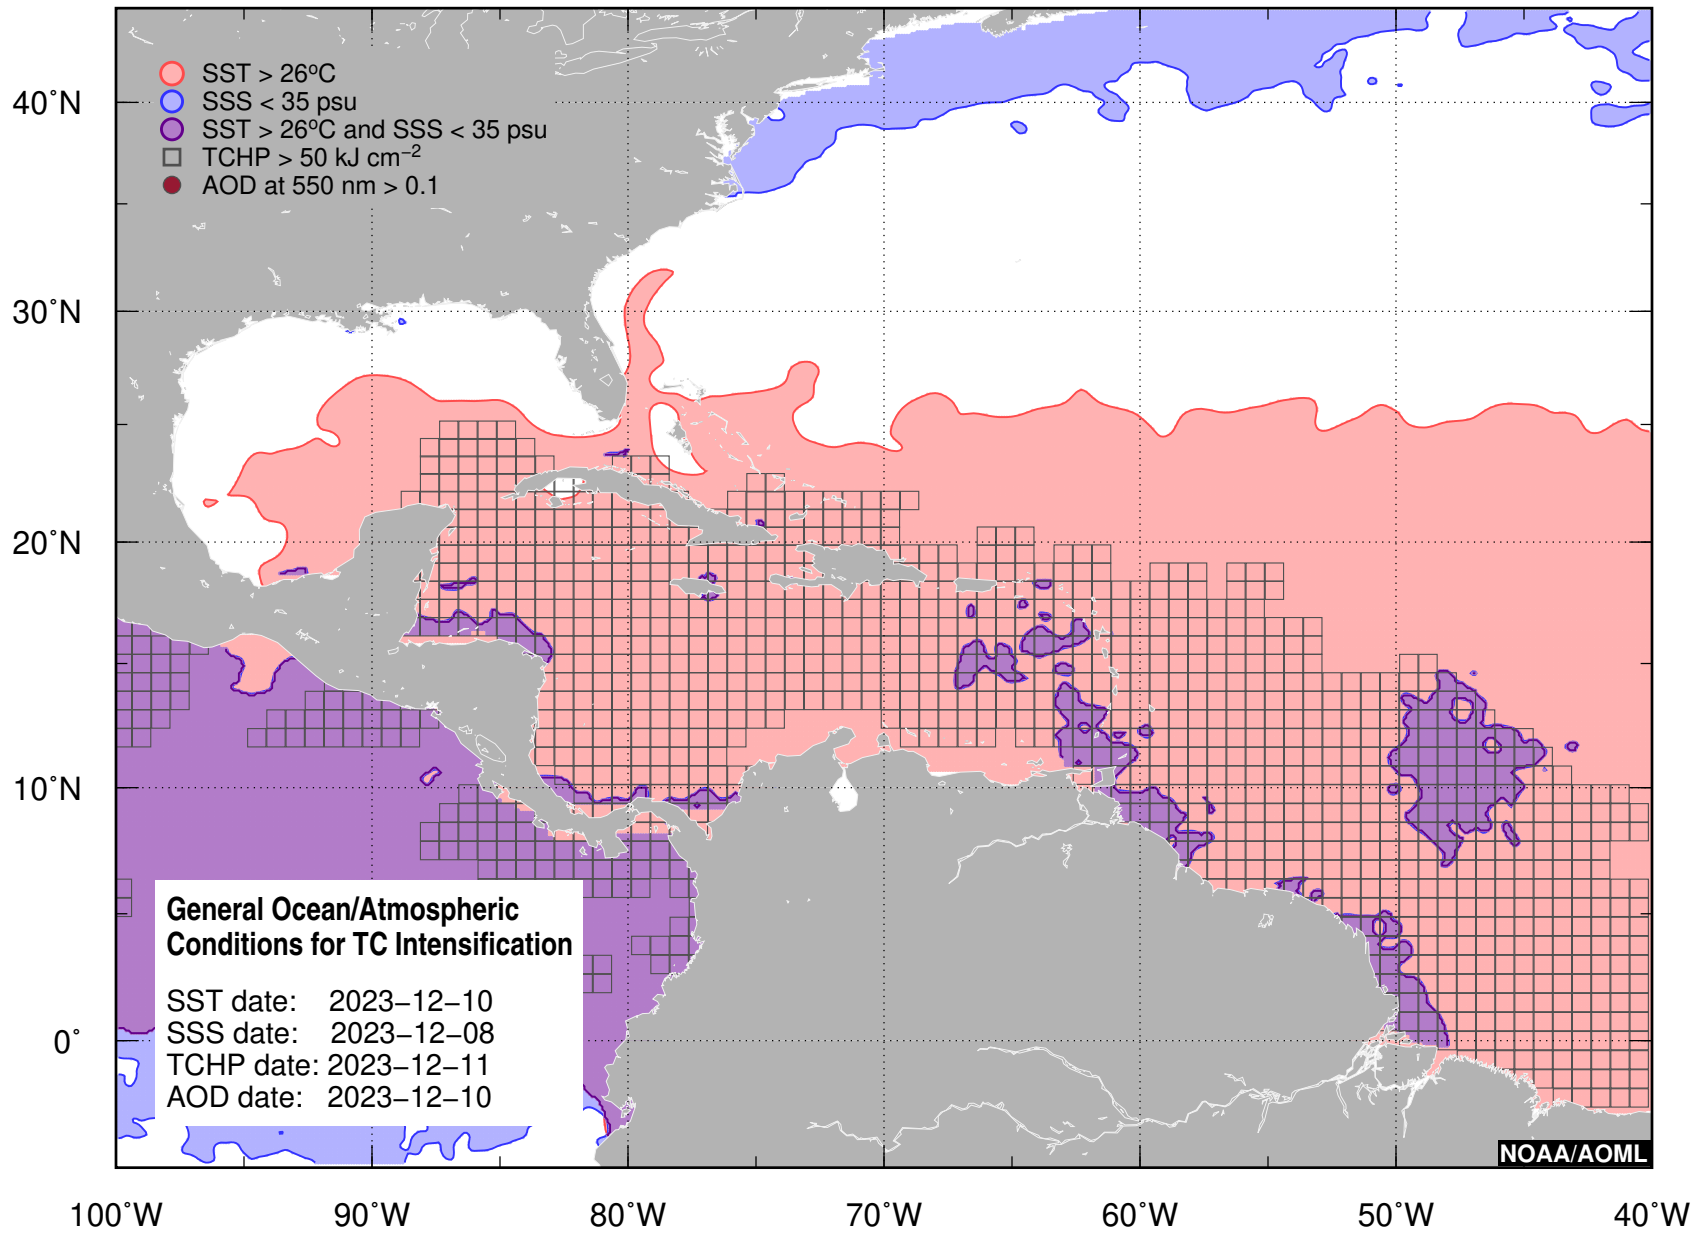 SST > 26°C
SSS < 35 psu
SST > 26°C and SSS < 35 psu
TCHP > 50 kJ cm⁻²
AOD at 550 nm > 0.1
40°N
30°N
20°N
10°N
0°
General Ocean/Atmospheric
Conditions for TC Intensification
SST date: 2023−12−10
SSS date: 2023−12−08
TCHP date: 2023−12−11
AOD date: 2023−12−10
NOAA/AOML
100°W 90°W 80°W 70°W 60°W 50°W 40°W